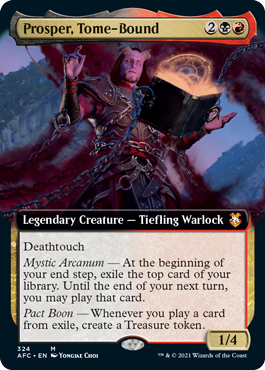 Prosper, Tome-Bound 2
Legendary Creature — Tiefling Warlock
Deathtouch
Mystic Arcanum — At the beginning of
your end step, exile the top card of your
library. Until the end of your next turn,
you may play that card.
Pact Boon — Whenever you play a card
from exile, create a Treasure token.
1/4
324 M
AFC • EN YONGJAE CHOI
™ & © 2021 Wizards of the Coast